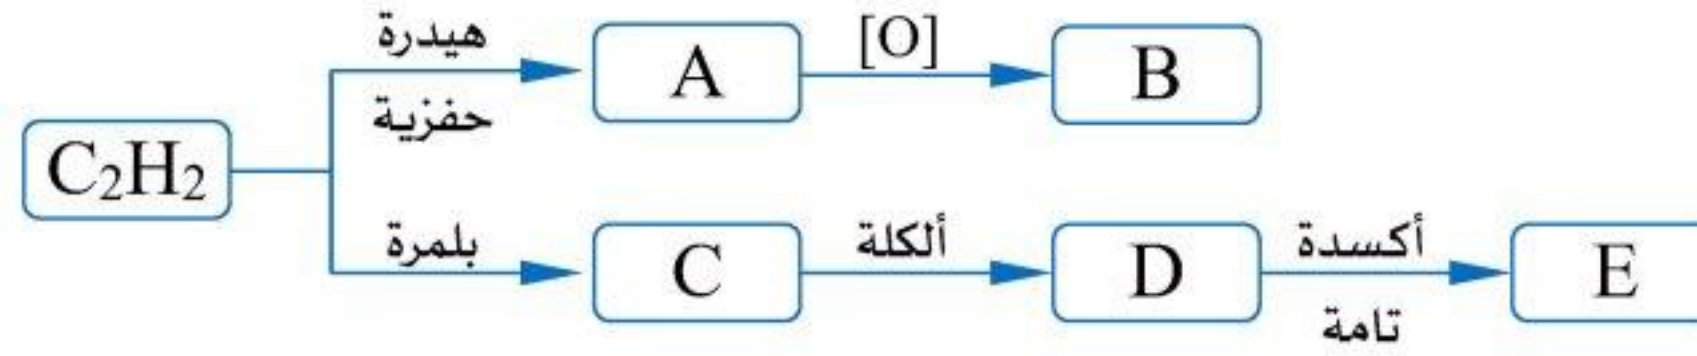 هيدرة
حفزية
A
[O]
B
C₂H₂
بلمرة
C
ألكلة
D
أكسدة
تامة
E